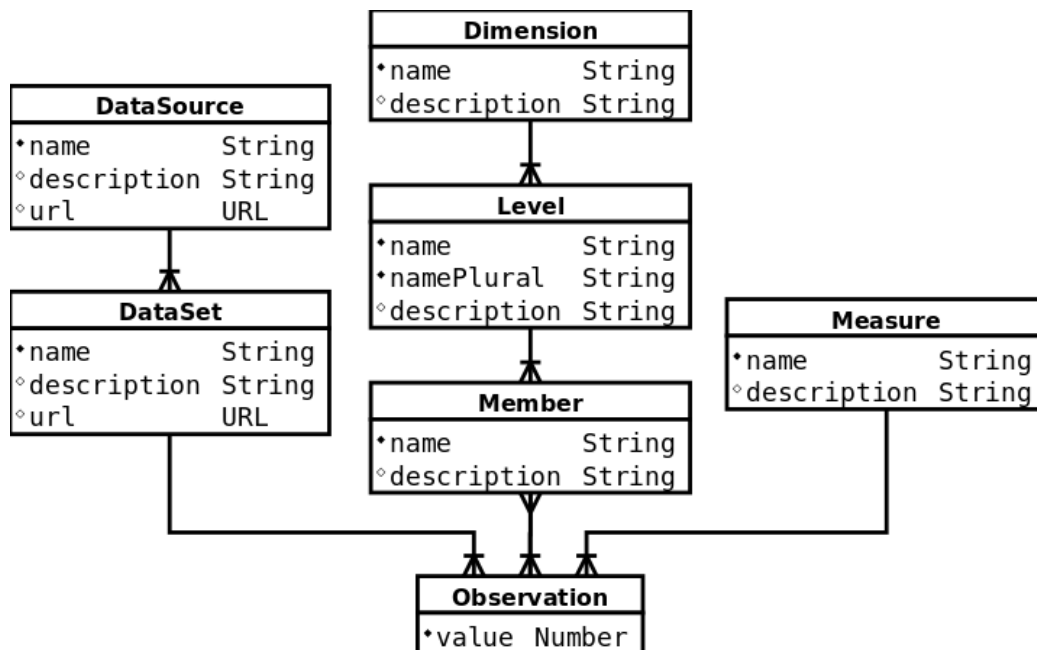 Dimension
◆name String
◇description String
DataSource
◆name String
◇description String
◇url URL
Level
◆name String
◆namePlural String
◇description String
DataSet
◆name String
◇description String
◇url URL
Measure
◆name String
◇description String
Member
◆name String
◇description String
Observation
◆value Number